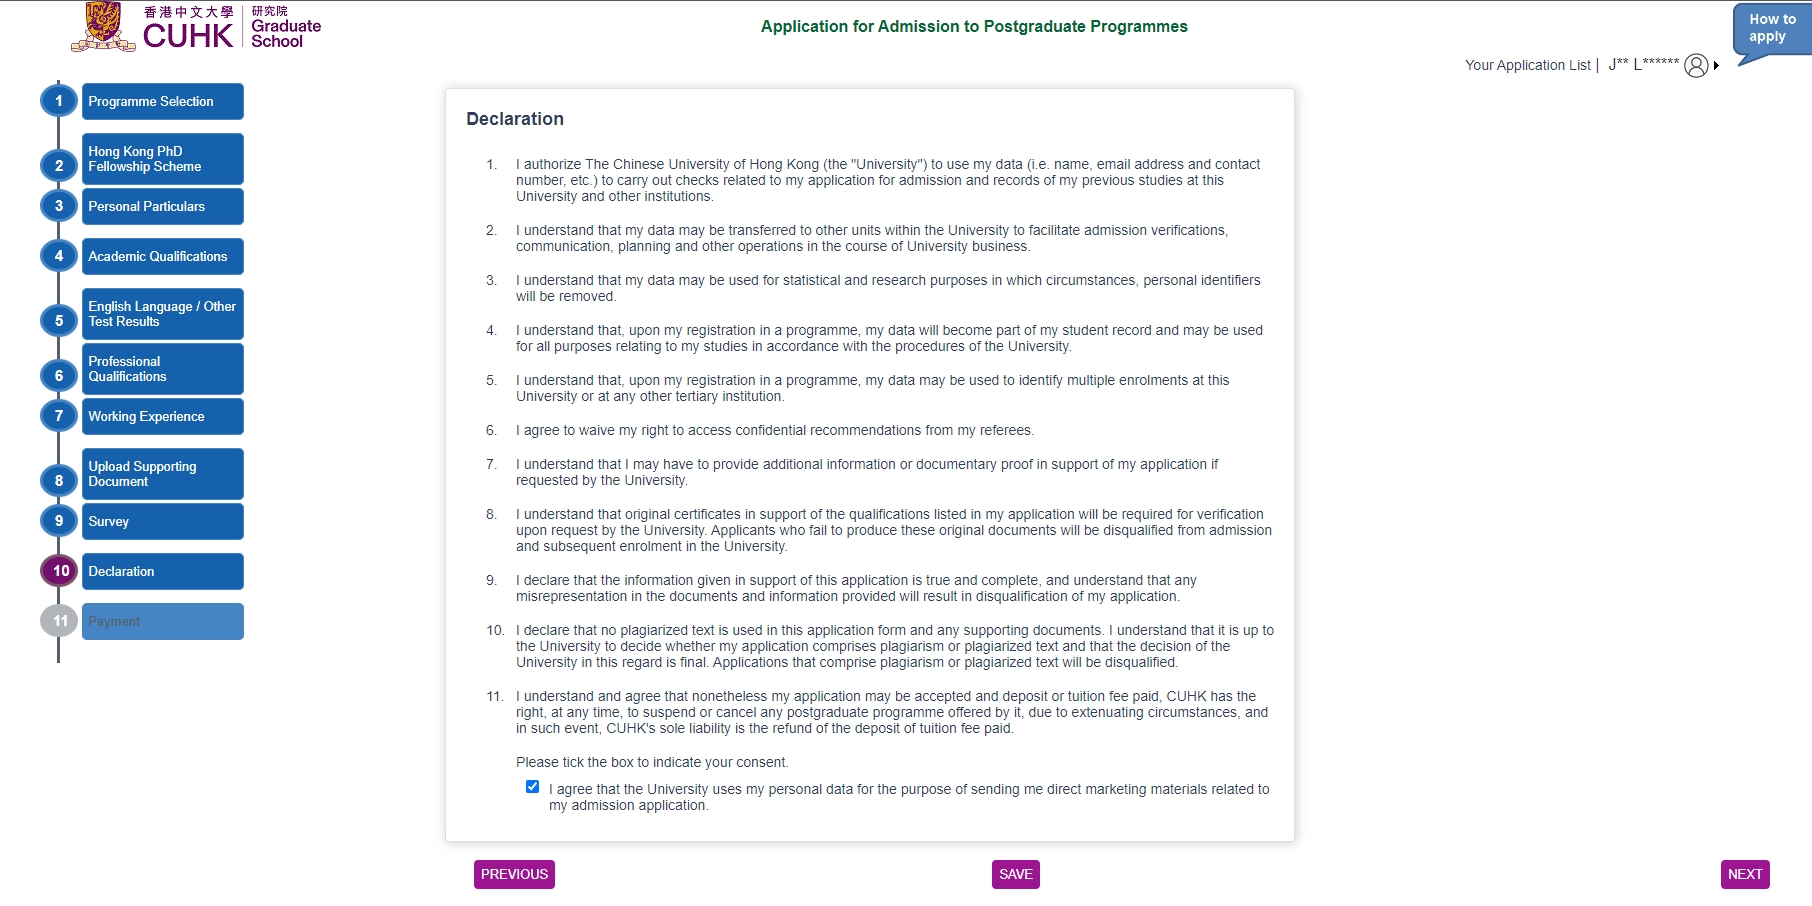 香港中文大學
CUHK
研究院
Graduate
School
Application for Admission to Postgraduate Programmes
How to
apply
Your Application List | J** L******
1 Programme Selection
2 Hong Kong PhD
Fellowship Scheme
3 Personal Particulars
4 Academic Qualifications
5 English Language / Other
Test Results
6 Professional
Qualifications
7 Working Experience
8 Upload Supporting
Document
9 Survey
10 Declaration
11 Payment
Declaration
1. I authorize The Chinese University of Hong Kong (the "University") to use my data (i.e. name, email address and contact
number, etc.) to carry out checks related to my application for admission and records of my previous studies at this
University and other institutions.
2. I understand that my data may be transferred to other units within the University to facilitate admission verifications,
communication, planning and other operations in the course of University business.
3. I understand that my data may be used for statistical and research purposes in which circumstances, personal identifiers
will be removed.
4. I understand that, upon my registration in a programme, my data will become part of my student record and may be used
for all purposes relating to my studies in accordance with the procedures of the University.
5. I understand that, upon my registration in a programme, my data may be used to identify multiple enrolments at this
University or at any other tertiary institution.
6. I agree to waive my right to access confidential recommendations from my referees.
7. I understand that I may have to provide additional information or documentary proof in support of my application if
requested by the University.
8. I understand that original certificates in support of the qualifications listed in my application will be required for verification
upon request by the University. Applicants who fail to produce these original documents will be disqualified from admission
and subsequent enrolment in the University.
9. I declare that the information given in support of this application is true and complete, and understand that any
misrepresentation in the documents and information provided will result in disqualification of my application.
10. I declare that no plagiarized text is used in this application form and any supporting documents. I understand that it is up to
the University to decide whether my application comprises plagiarism or plagiarized text and that the decision of the
University in this regard is final. Applications that comprise plagiarism or plagiarized text will be disqualified.
11. I understand and agree that nonetheless my application may be accepted and deposit or tuition fee paid, CUHK has the
right, at any time, to suspend or cancel any postgraduate programme offered by it, due to extenuating circumstances, and
in such event, CUHK's sole liability is the refund of the deposit of tuition fee paid.
Please tick the box to indicate your consent.
I agree that the University uses my personal data for the purpose of sending me direct marketing materials related to
my admission application.
PREVIOUS
SAVE
NEXT